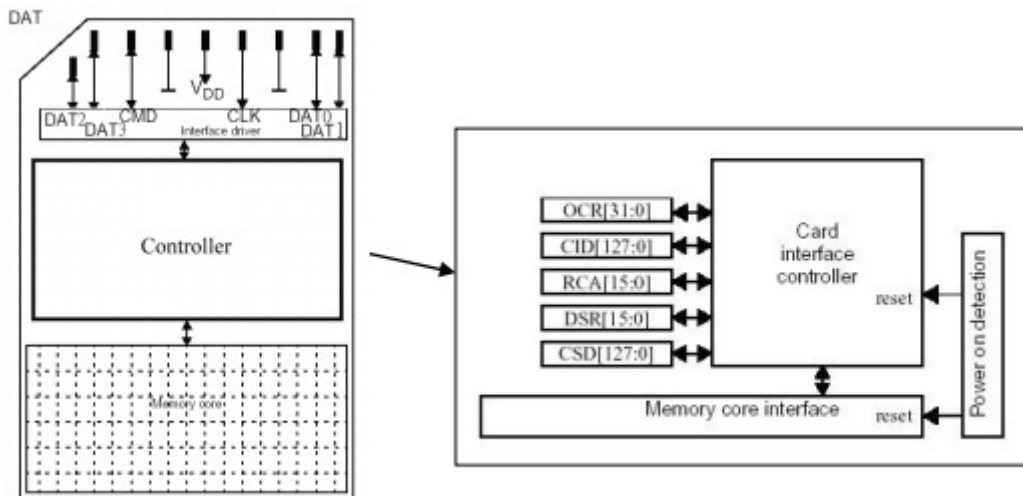 DAT
V_DD
DAT2 CMD CLK DAT0
DAT3 Interface driver DAT1
Controller
Memory core
OCR[31:0]
CID[127:0]
RCA[15:0]
DSR[15:0]
CSD[127:0]
Card
interface
controller
reset
Memory core interface
reset
Power on detection